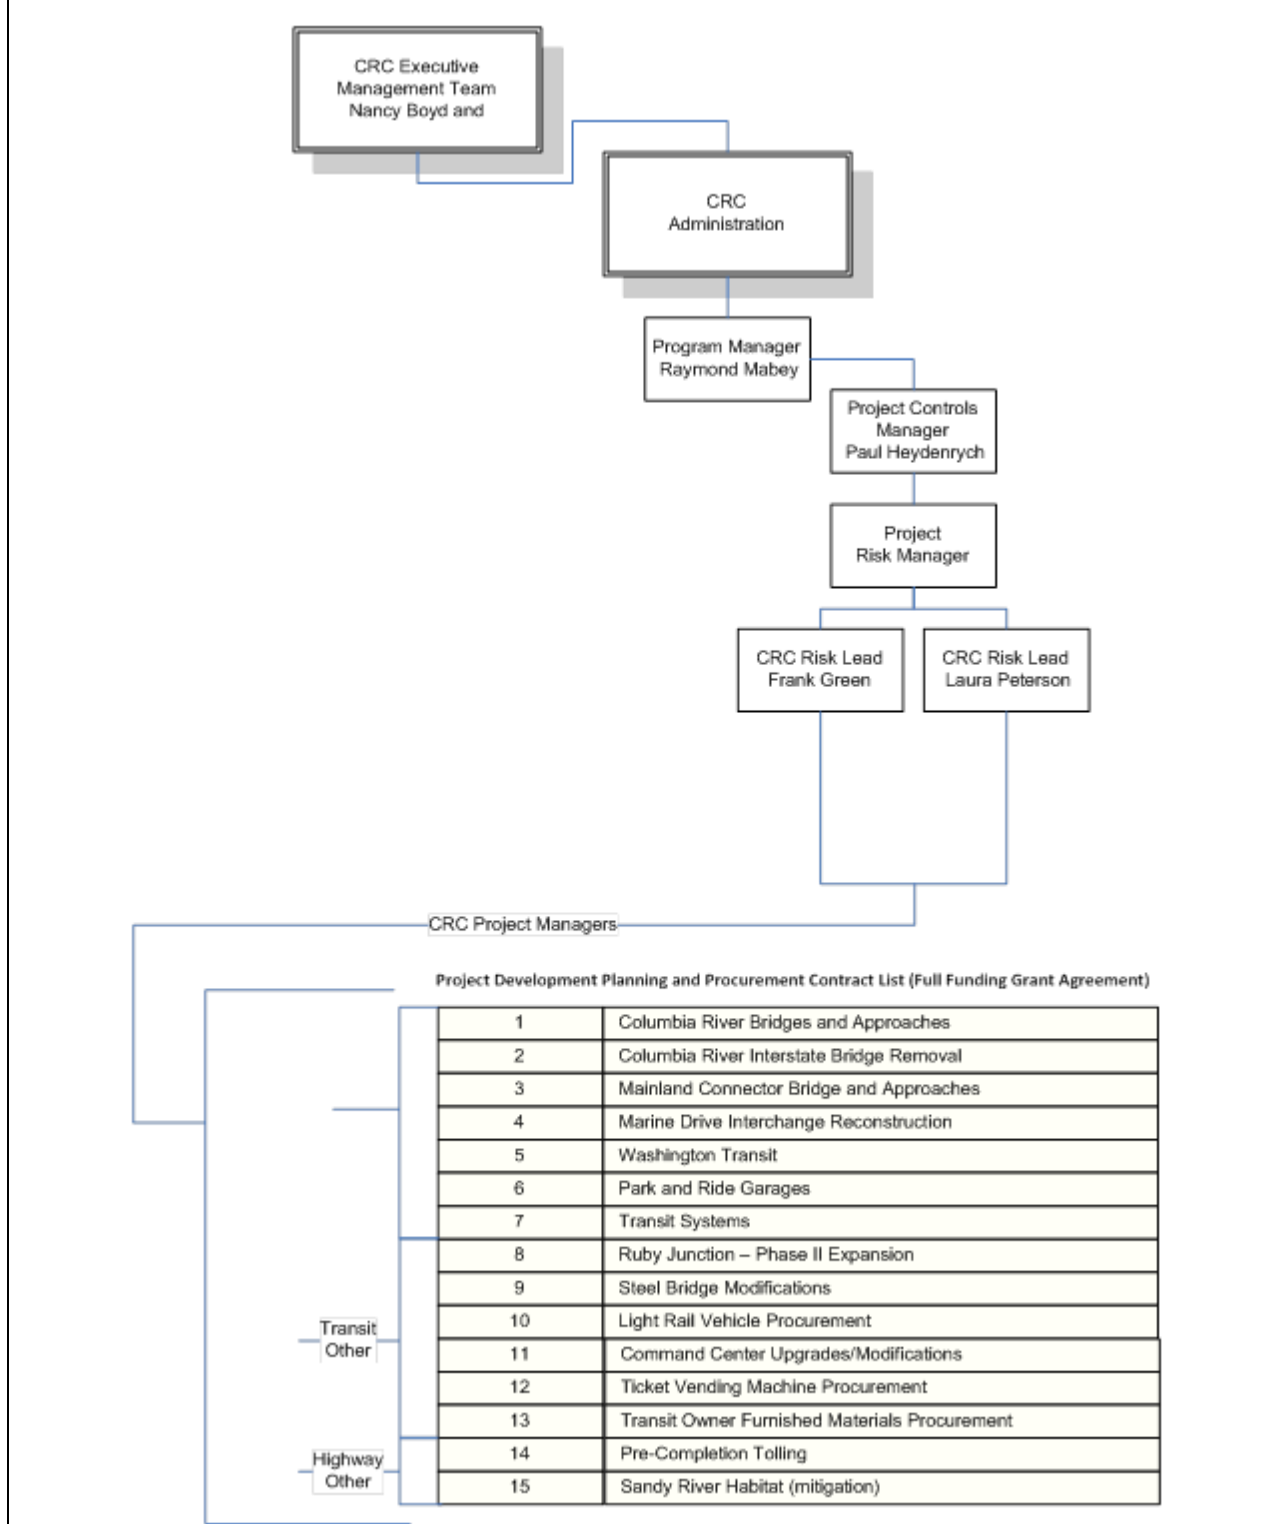 CRC Executive
Management Team
Nancy Boyd and
CRC
Administration
Program Manager
Raymond Mabey
Project Controls
Manager
Paul Heydenrych
Project
Risk Manager
CRC Risk Lead
Frank Green
CRC Risk Lead
Laura Peterson
CRC Project Managers
Project Development Planning and Procurement Contract List (Full Funding Grant Agreement)
1 Columbia River Bridges and Approaches
2 Columbia River Interstate Bridge Removal
3 Mainland Connector Bridge and Approaches
4 Marine Drive Interchange Reconstruction
5 Washington Transit
6 Park and Ride Garages
7 Transit Systems
8 Ruby Junction – Phase II Expansion
9 Steel Bridge Modifications
10 Light Rail Vehicle Procurement
11 Command Center Upgrades/Modifications
12 Ticket Vending Machine Procurement
13 Transit Owner Furnished Materials Procurement
14 Pre-Completion Tolling
15 Sandy River Habitat (mitigation)
Transit
Other
Highway
Other